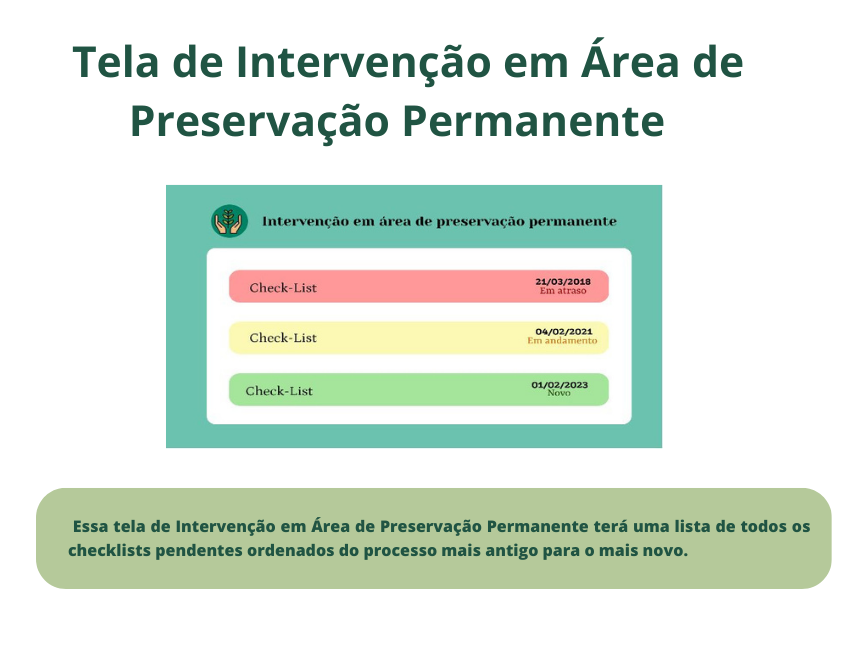 Tela de Intervenção em Área de
Preservação Permanente
Intervenção em área de preservação permanente
Check-List
21/03/2018
Em atraso
Check-List
04/02/2021
Em andamento
Check-List
01/02/2023
Novo
Essa tela de Intervenção em Área de Preservação Permanente terá uma lista de todos os
checklists pendentes ordenados do processo mais antigo para o mais novo.